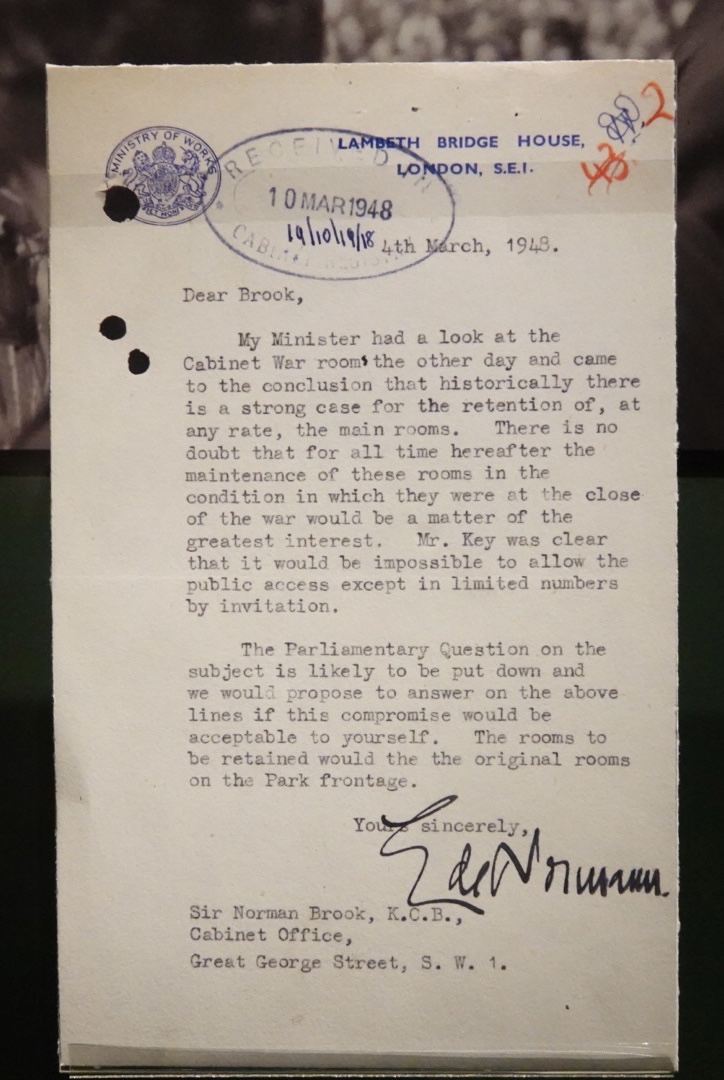 MINISTRY OF WORKS
LAMBETH BRIDGE HOUSE,
LONDON, S.E.1.
2
RECEIVED IN
10 MAR 1948
19/10/19/18
4th March, 1948.
Dear Brook,
My Minister had a look at the
Cabinet War rooms the other day and came
to the conclusion that historically there
is a strong case for the retention of, at
any rate, the main rooms. There is no
doubt that for all time hereafter the
maintenance of these rooms in the
condition in which they were at the close
of the war would be a matter of the
greatest interest. Mr. Key was clear
that it would be impossible to allow the
public access except in limited numbers
by invitation.
The Parliamentary Question on the
subject is likely to be put down and
we would propose to answer on the above
lines if this compromise would be
acceptable to yourself. The rooms to
be retained would the the original rooms
on the Park frontage.
Yours sincerely,
E de Normann.
Sir Norman Brook, K.C.B.,
Cabinet Office,
Great George Street, S. W. 1.